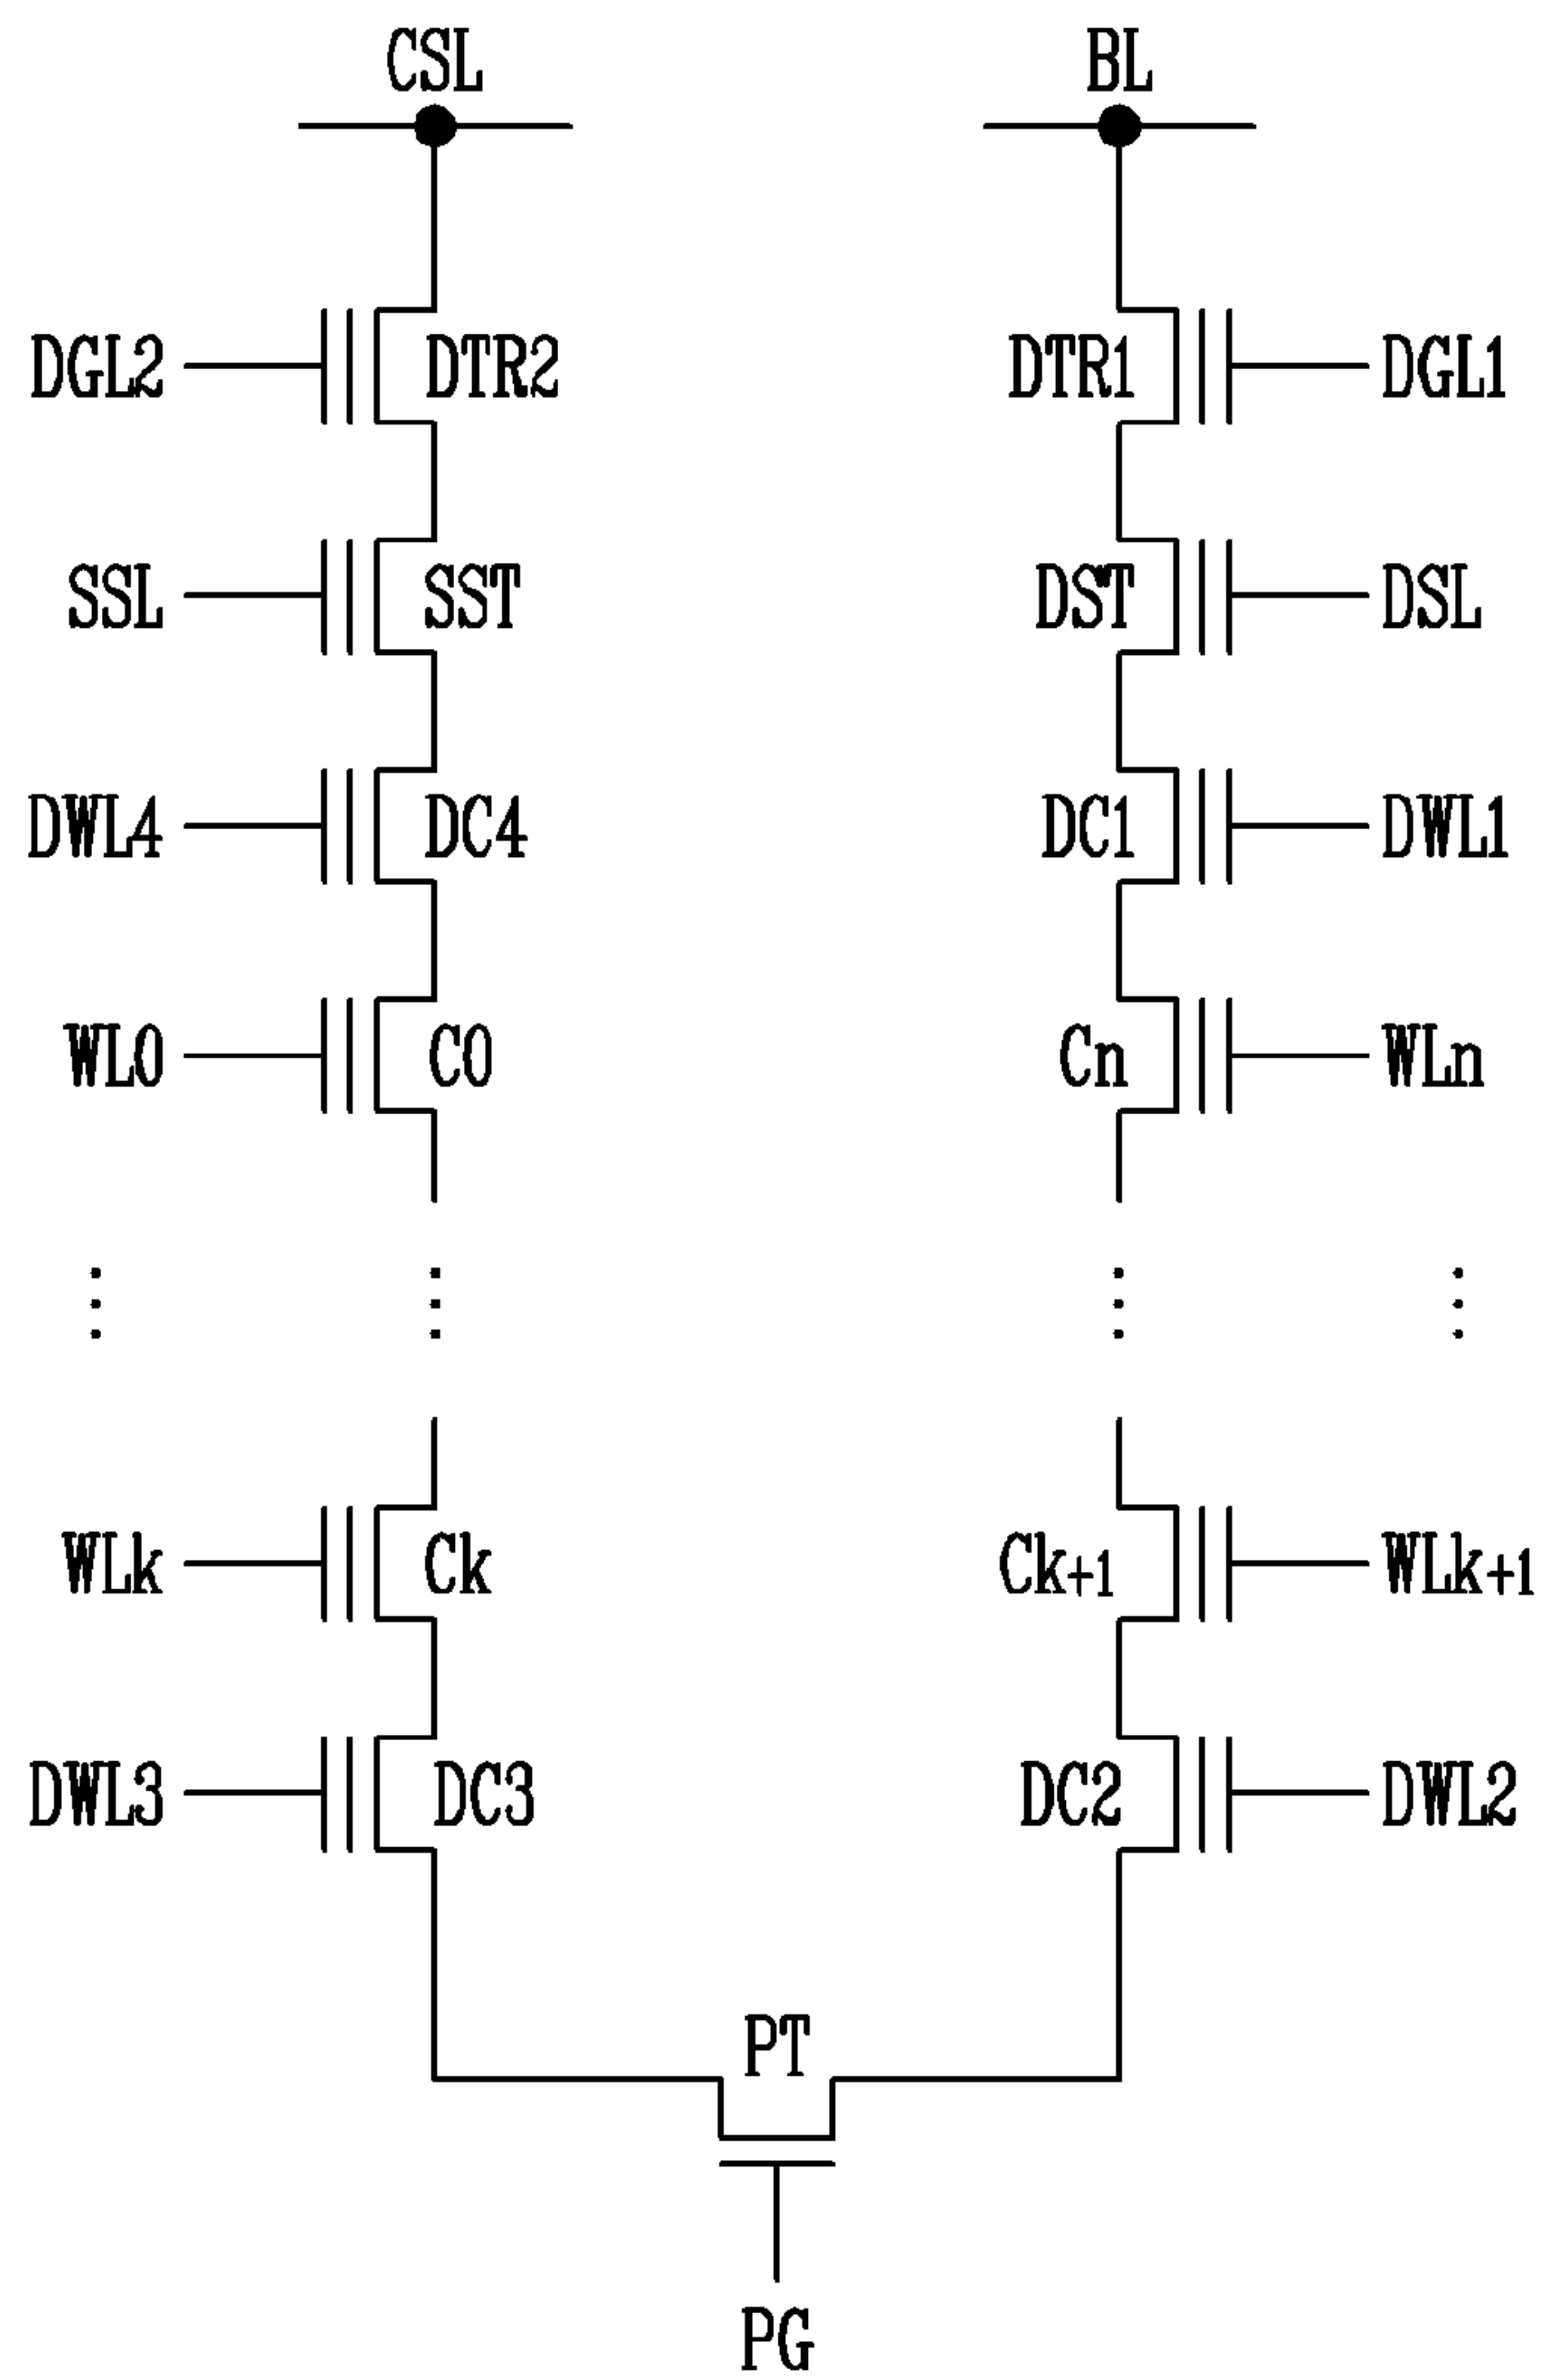 CSL BL
DGL2 DTR2 DTR1 DGL1
SSL SST DST DSL
DWL4 DC4 DC1 DWL1
WL0 C0 Cn WLn
WLk Ck Ck+1 WLk+1
DWL3 DC3 DC2 DWL2
PT
PG